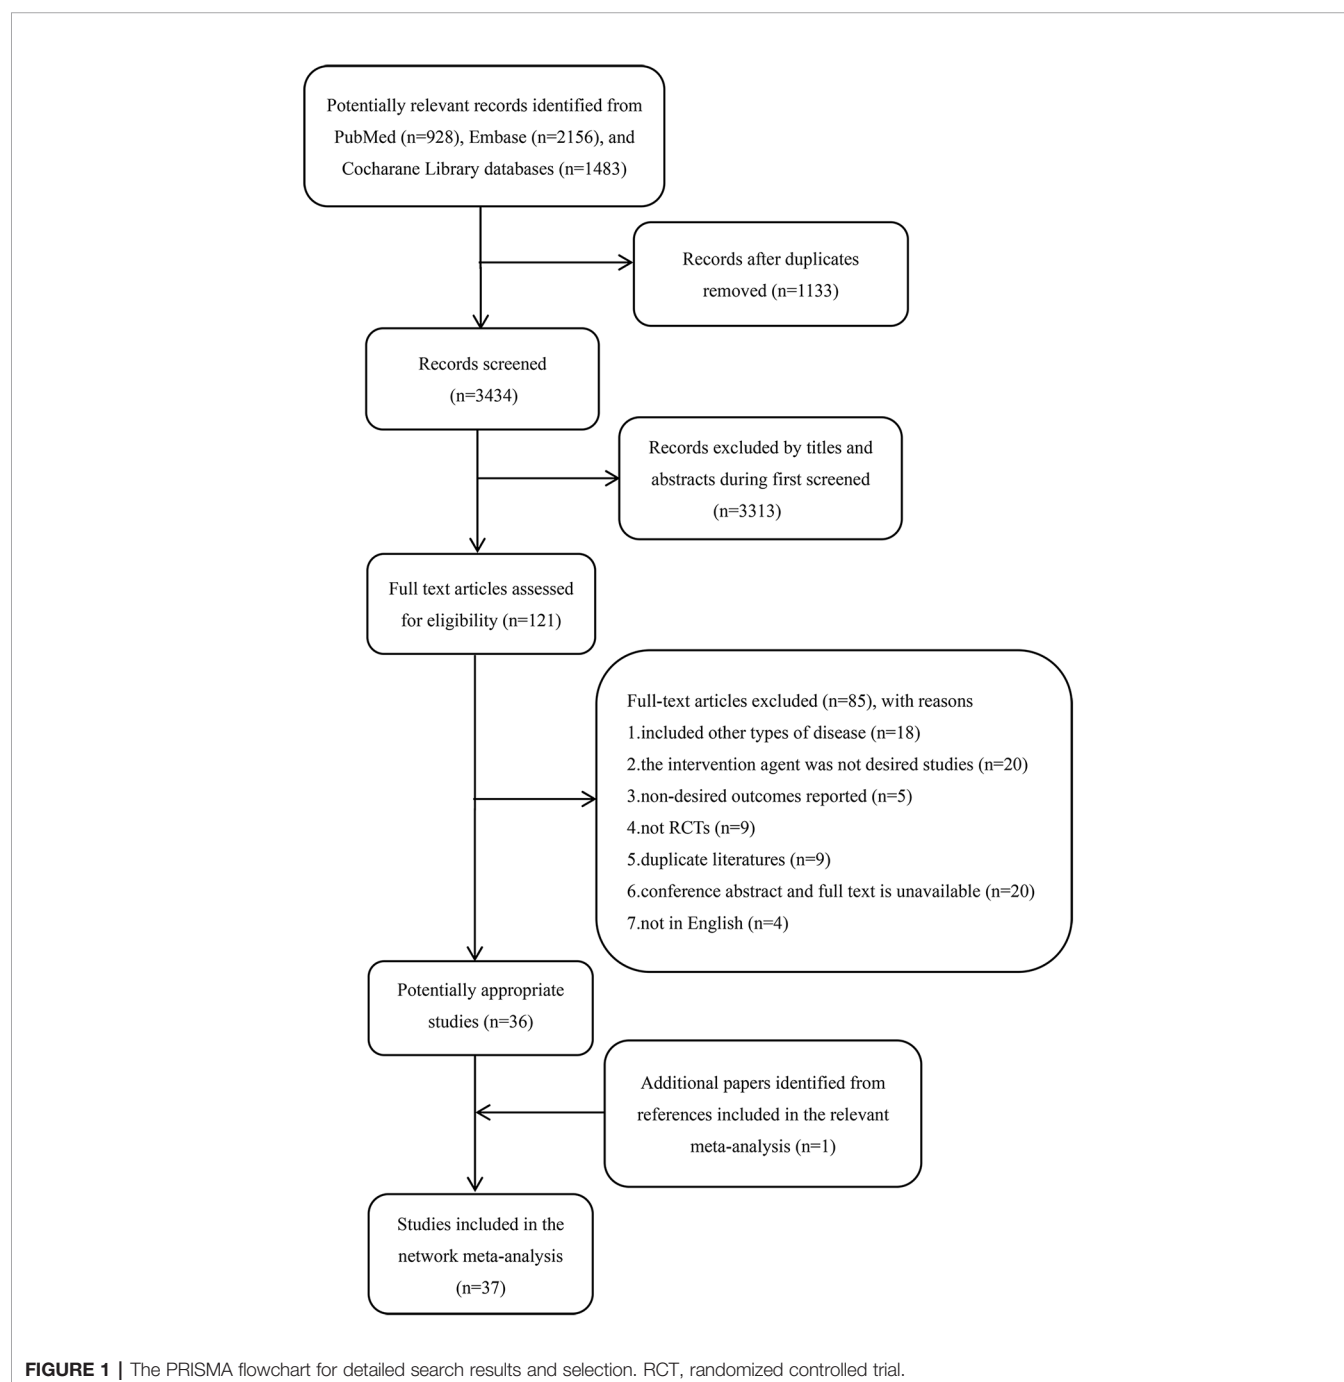 Potentially relevant records identified from
PubMed (n=928), Embase (n=2156), and
Cocharane Library databases (n=1483)
Records after duplicates
removed (n=1133)
Records screened
(n=3434)
Records excluded by titles and
abstracts during first screened
(n=3313)
Full text articles assessed
for eligibility (n=121)
Full-text articles excluded (n=85), with reasons
1.included other types of disease (n=18)
2.the intervention agent was not desired studies (n=20)
3.non-desired outcomes reported (n=5)
4.not RCTs (n=9)
5.duplicate literatures (n=9)
6.conference abstract and full text is unavailable (n=20)
7.not in English (n=4)
Potentially appropriate
studies (n=36)
Additional papers identified from
references included in the relevant
meta-analysis (n=1)
Studies included in the
network meta-analysis
(n=37)
FIGURE 1 | The PRISMA flowchart for detailed search results and selection. RCT, randomized controlled trial.